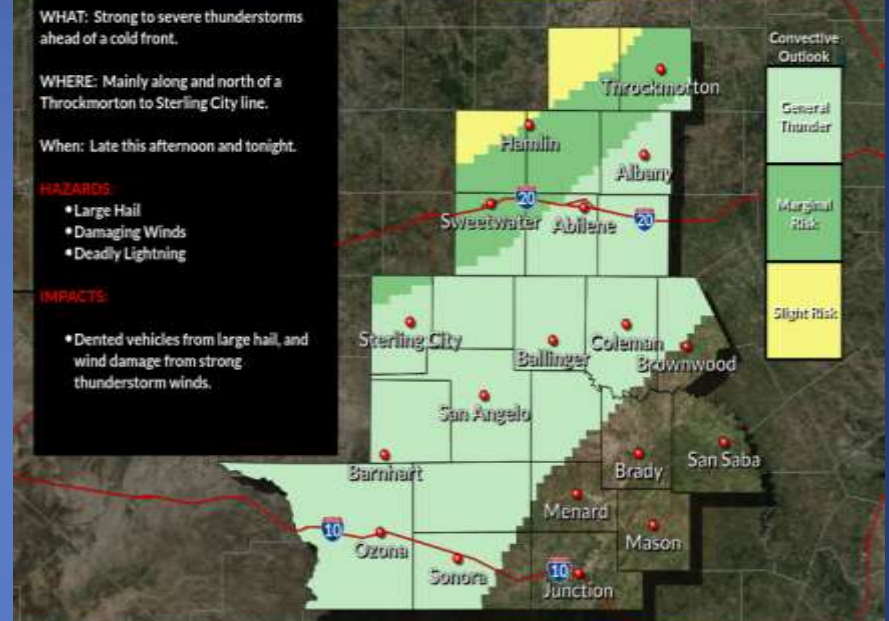 WHAT: Strong to severe thunderstorms
ahead of a cold front.
WHERE: Mainly along and north of a
Throckmorton to Sterling City line.
When: Late this afternoon and tonight.
HAZARDS:
•Large Hail
•Damaging Winds
•Deadly Lightning
IMPACTS:
•Dented vehicles from large hail, and
wind damage from strong
thunderstorm winds.
Convective
Outlook
General
Thunder
Marginal
Risk
Slight Risk
Throckmorton
Hamlin
Albany
20
Sweetwater
Abilene
20
Sterling City
Ballinger
Coleman
Brownwood
San Angelo
Barnhart
Brady
San Saba
Menard
10
Ozona
Mason
Sonora
10
Junction